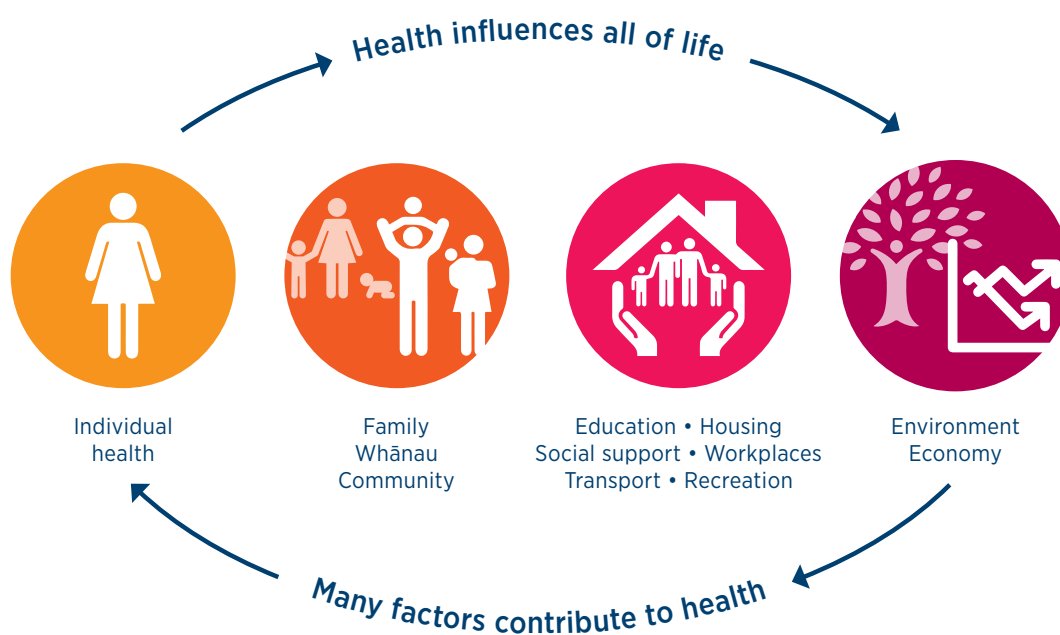 Health influences all of life
Individual
health
Family
Whānau
Community
Education • Housing
Social support • Workplaces
Transport • Recreation
Environment
Economy
Many factors contribute to health